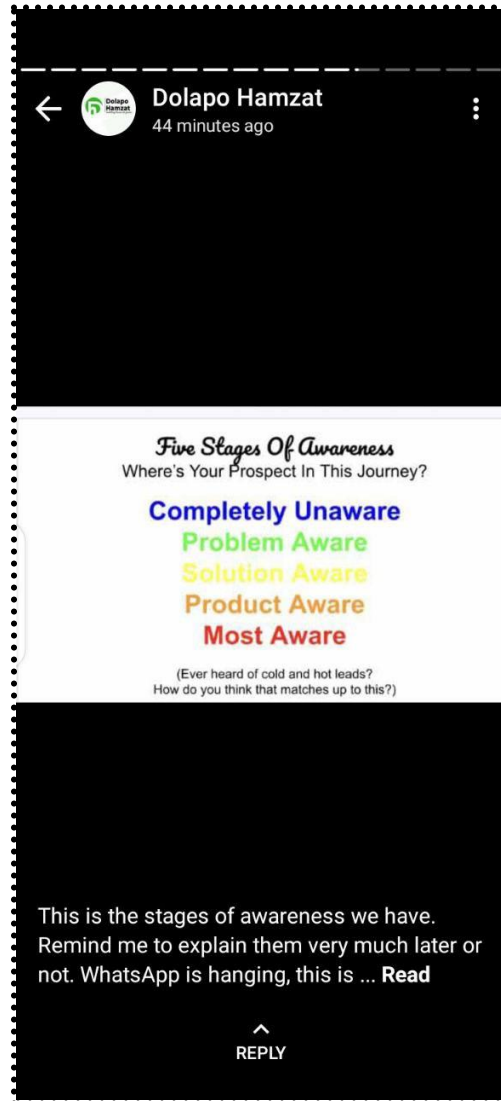 Dolapo Hamzat
Dolapo
Hamzat
44 minutes ago
Five Stages Of Awareness
Where's Your Prospect In This Journey?
Completely Unaware
Problem Aware
Solution Aware
Product Aware
Most Aware
(Ever heard of cold and hot leads?
How do you think that matches up to this?)
This is the stages of awareness we have.
Remind me to explain them very much later or
not. WhatsApp is hanging, this is ... Read
REPLY